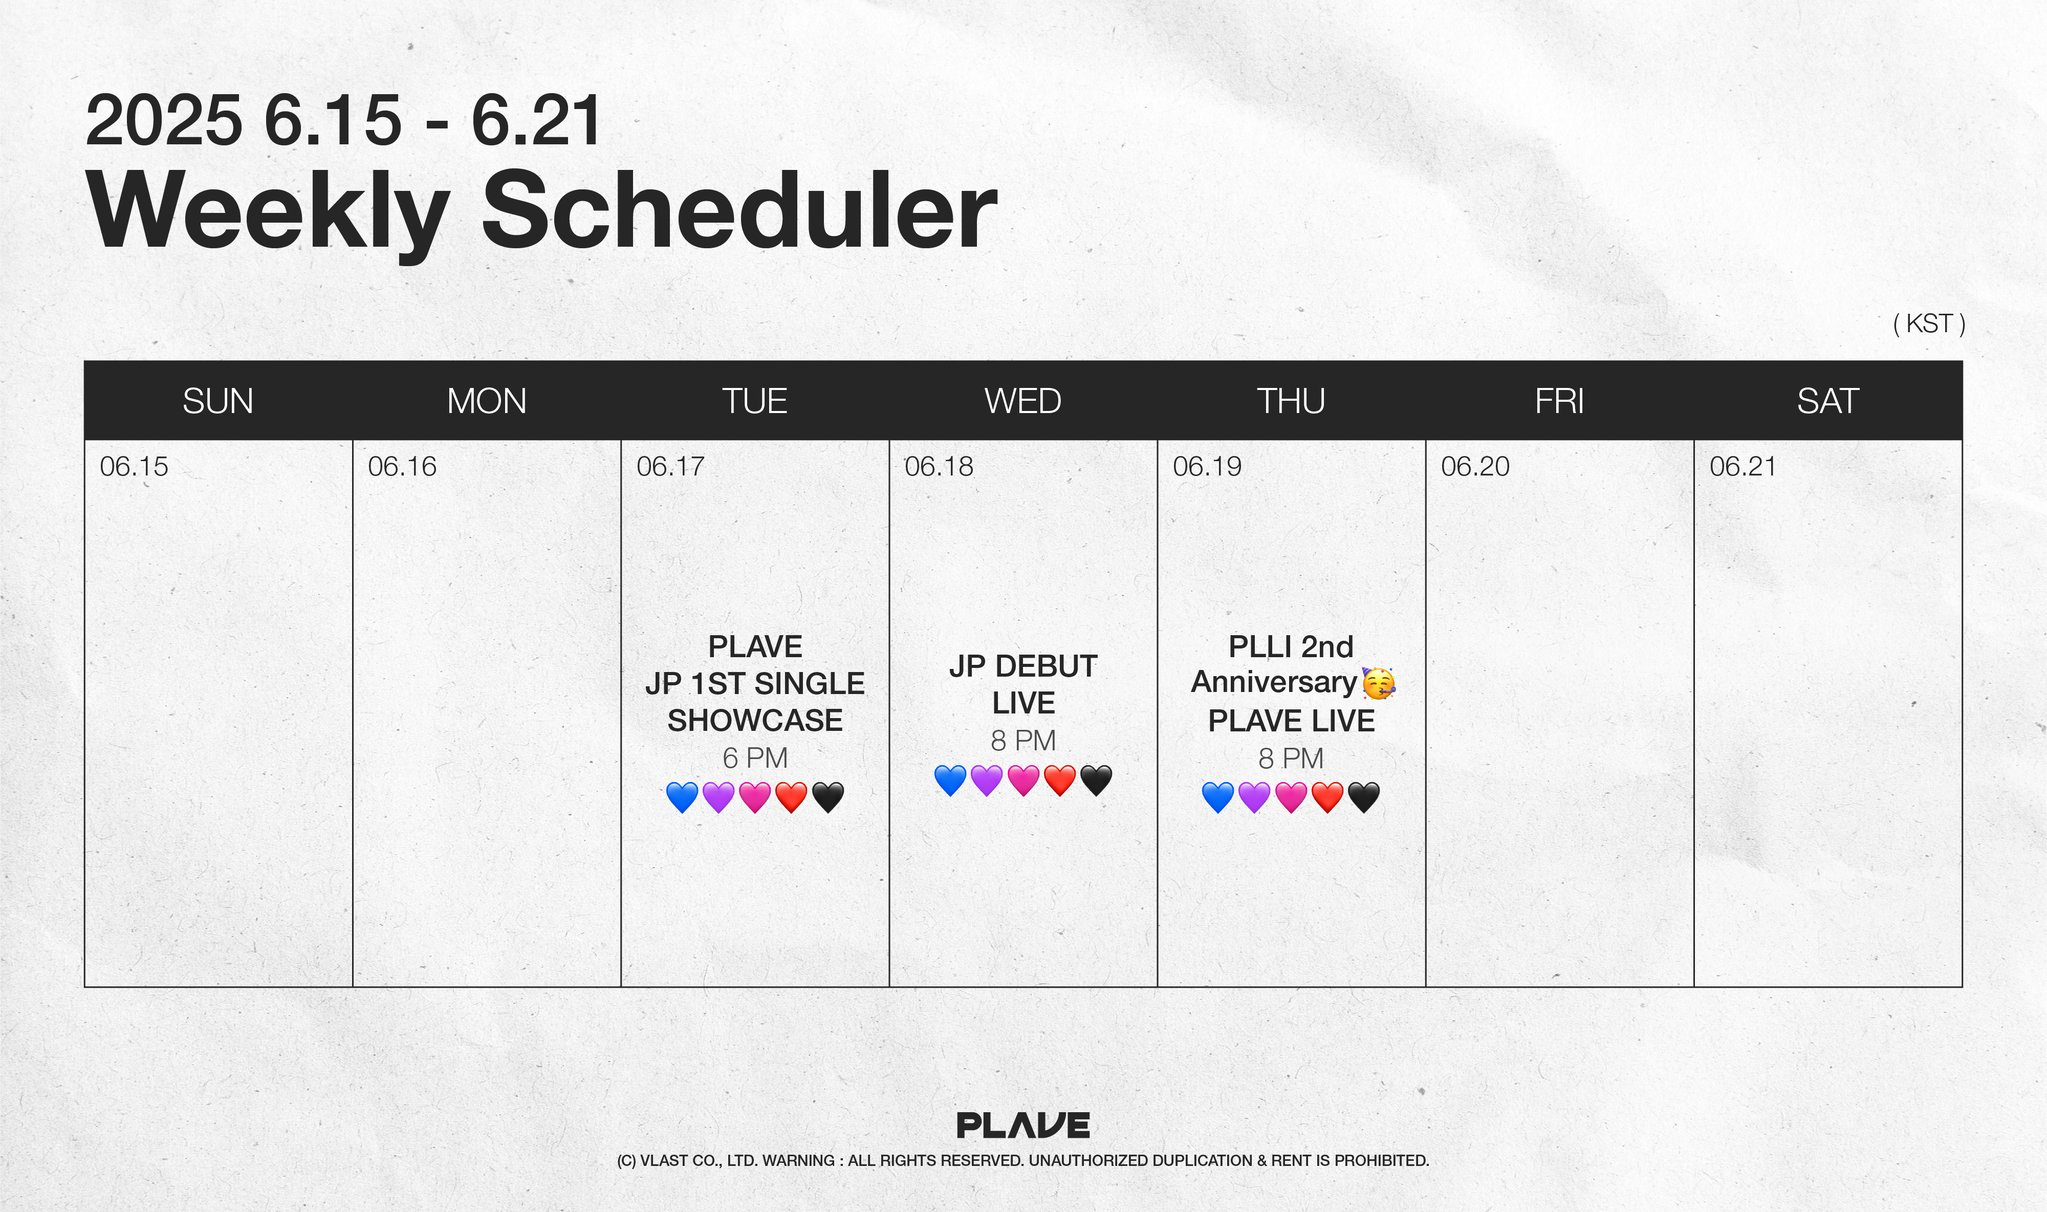 2025 6.15 - 6.21
Weekly Scheduler
( KST )
SUN MON TUE WED THU FRI SAT
06.15 06.16 06.17 06.18 06.19 06.20 06.21
PLAVE
JP 1ST SINGLE
SHOWCASE
6 PM
💙💜🩷❤️🖤
JP DEBUT
LIVE
8 PM
💙💜🩷❤️🖤
PLLI 2nd
Anniversary🥳
PLAVE LIVE
8 PM
💙💜🩷❤️🖤
PLAVE
(C) VLAST CO., LTD. WARNING : ALL RIGHTS RESERVED. UNAUTHORIZED DUPLICATION & RENT IS PROHIBITED.